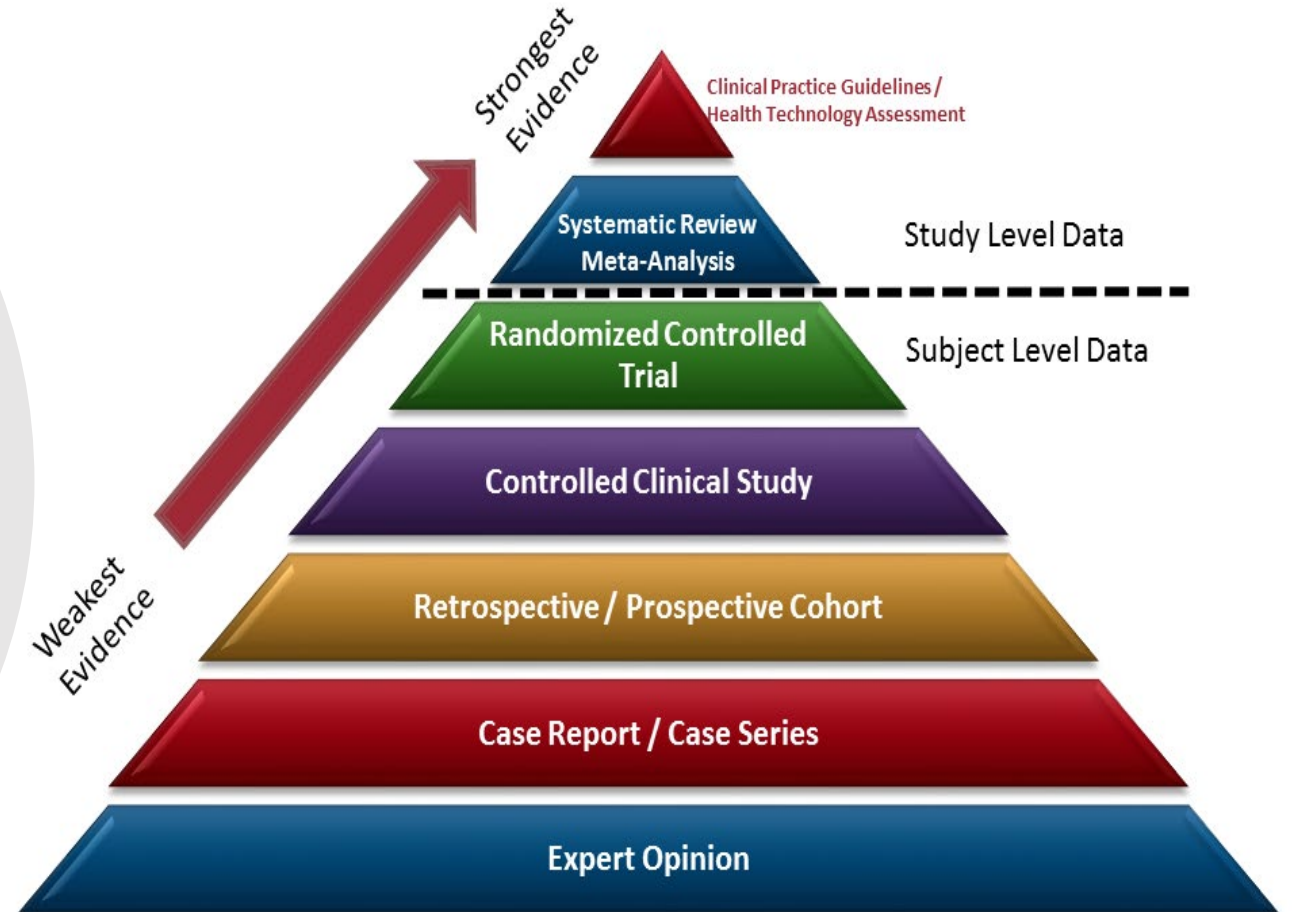 Strongest
Evidence
Clinical Practice Guidelines /
Health Technology Assessment
Systematic Review
Meta-Analysis
Study Level Data
Randomized Controlled
Trial
Subject Level Data
Controlled Clinical Study
Weakest
Evidence
Retrospective / Prospective Cohort
Case Report / Case Series
Expert Opinion